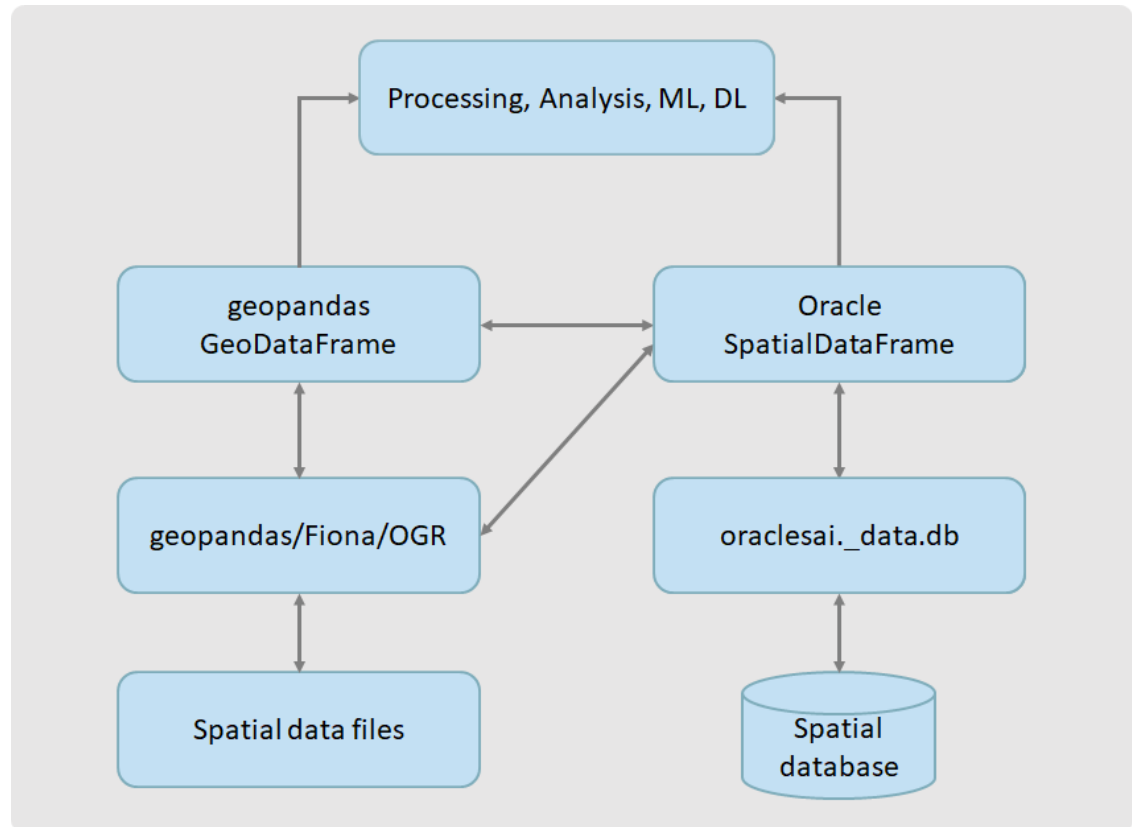 Processing, Analysis, ML, DL
geopandas
GeoDataFrame
Oracle
SpatialDataFrame
geopandas/Fiona/OGR
oraclesai._data.db
Spatial data files
Spatial
database